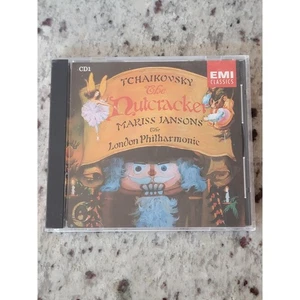 CD1
EMI
CLASSICS
TCHAIKOVSKY
The
Nutcracker
MARISS JANSONS
London Philharmonic